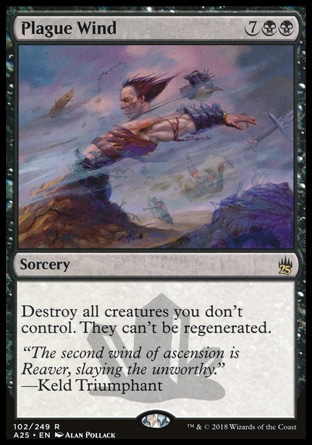 Plague Wind 7
Sorcery
25
Destroy all creatures you don't
control. They can't be regenerated.
"The second wind of ascension is
Reaver, slaying the unworthy."
—Keld Triumphant
102/249 R
A25 • EN Alan Pollack
™ & © 2018 Wizards of the Coast